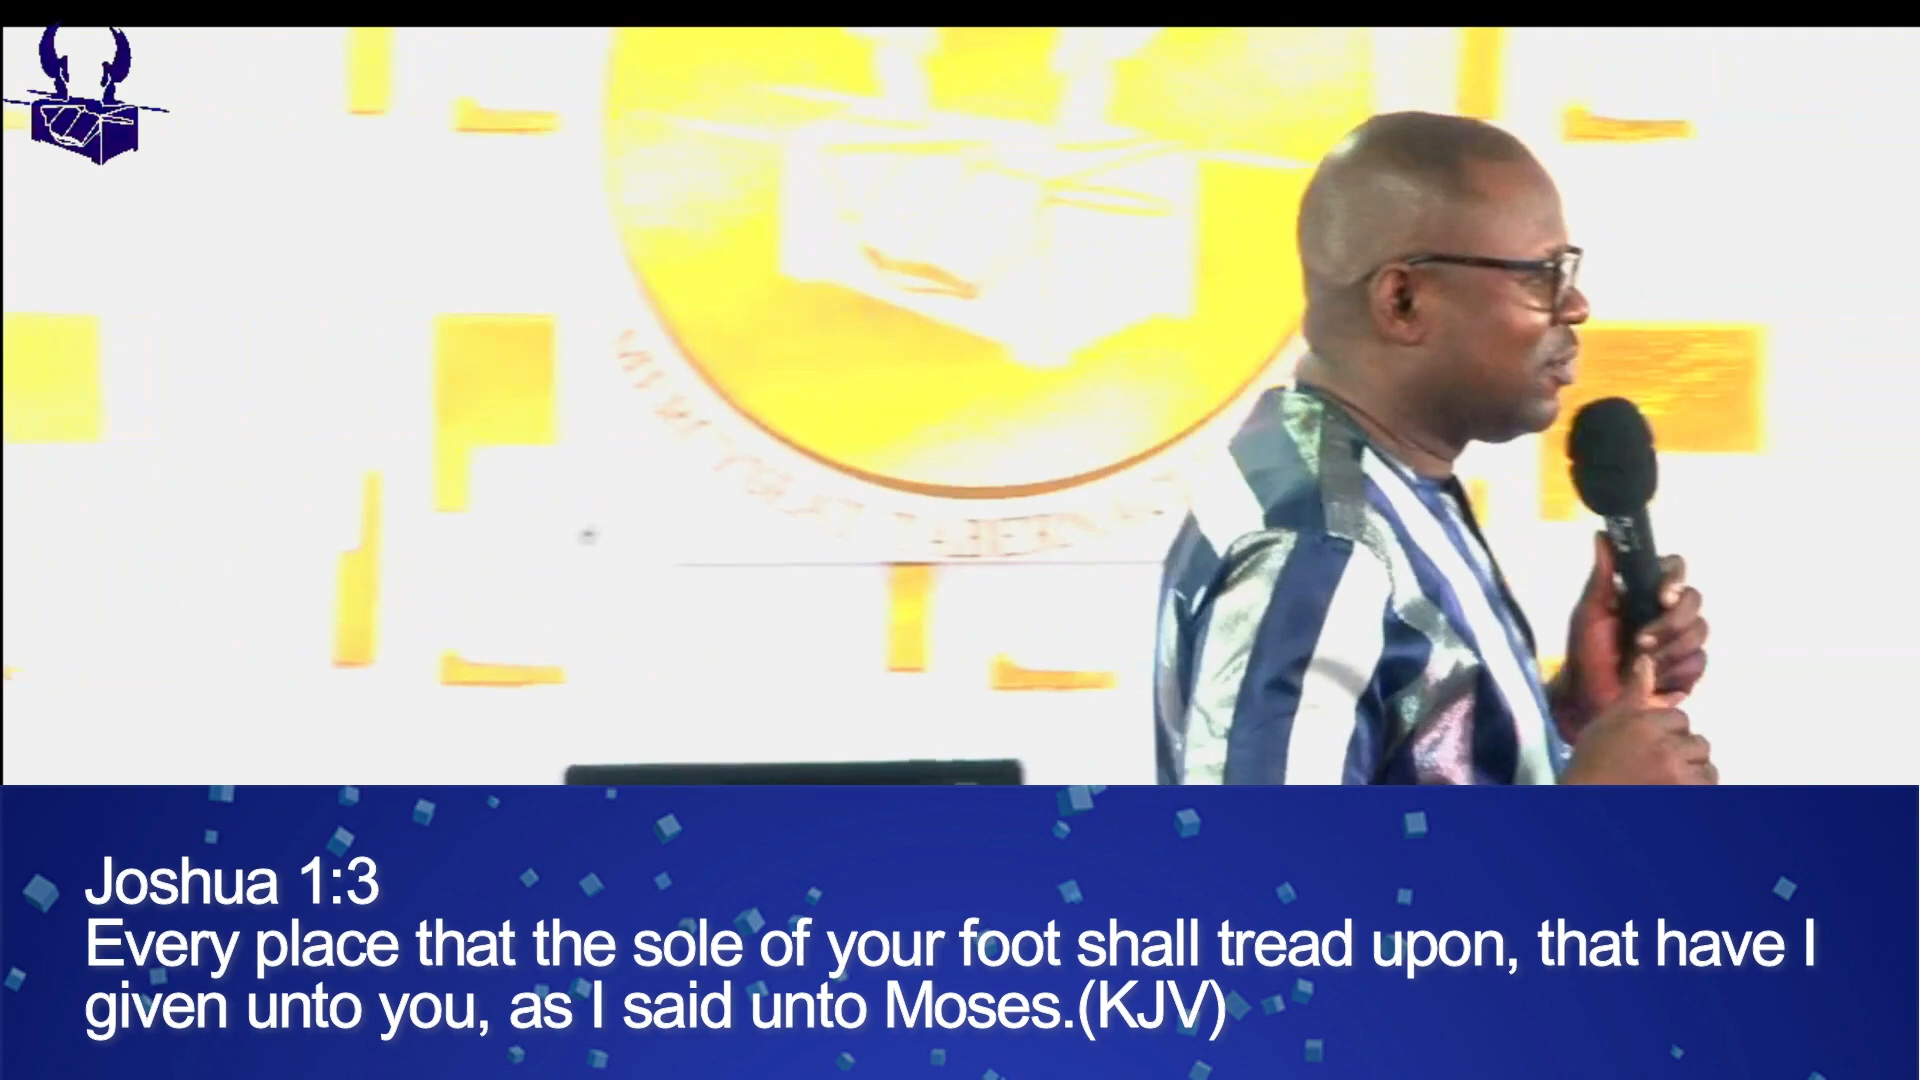 Joshua 1:3
Every place that the sole of your foot shall tread upon, that have I
given unto you, as I said unto Moses.(KJV)